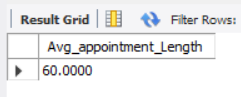 Result Grid Filter Rows:
Avg_appointment_Length
60.0000